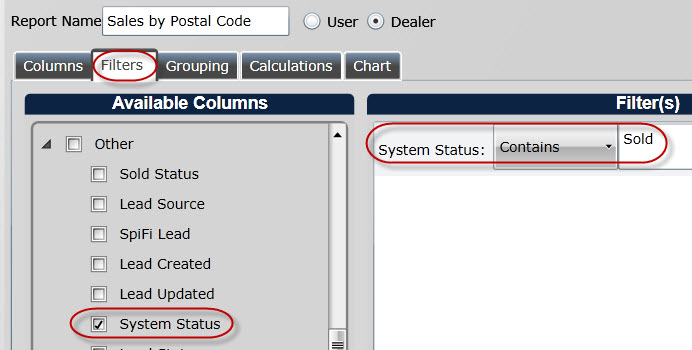 Report Name Sales by Postal Code User Dealer
Columns Filters Grouping Calculations Chart
Available Columns
Other
Sold Status
Lead Source
SpiFi Lead
Lead Created
Lead Updated
System Status
Filter(s)
System Status: Contains Sold